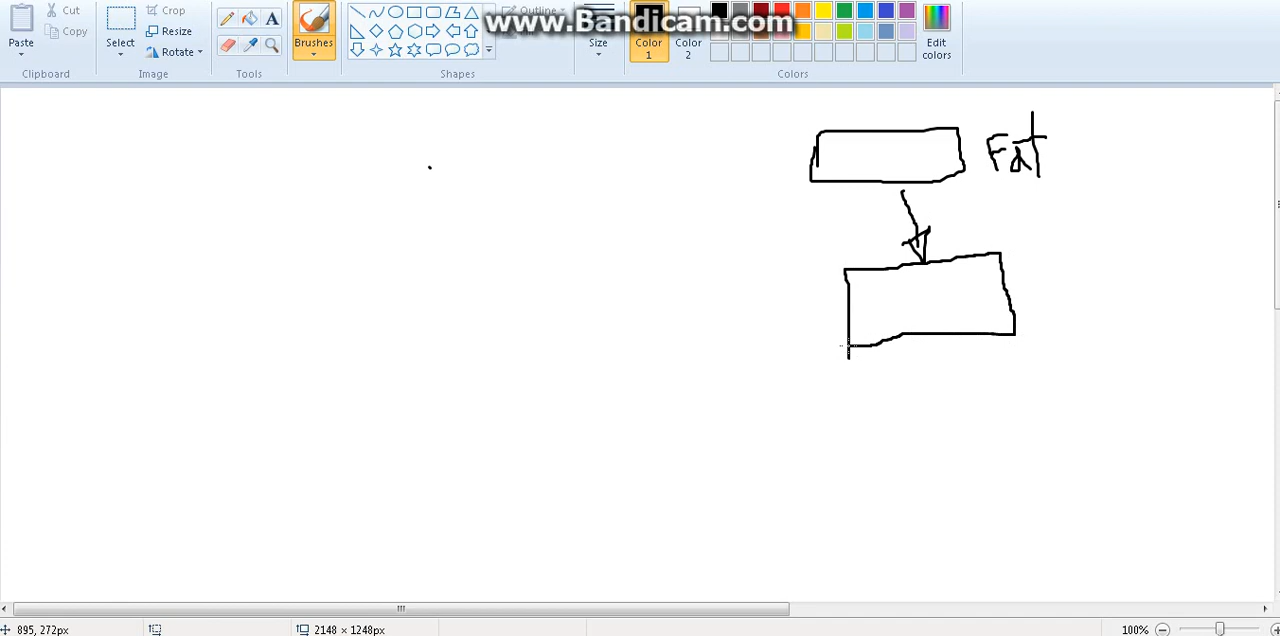 www.Bandicam.com
Paste
Cut
Copy
Clipboard
Select
Crop
Resize
Rotate
Image
Tools
Brushes
Shapes
Outline
Size
Color 1
Color 2
Colors
Edit colors
Fat
895, 272px
2148 × 1248px
100%